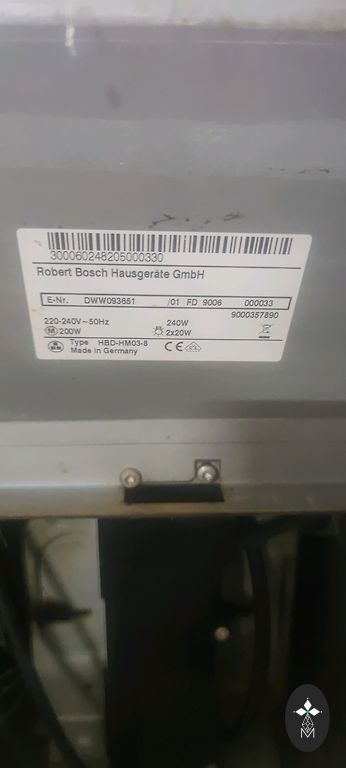 300060248205000330
Robert Bosch Hausgeräte GmbH
E-Nr. DWW093651 /01 FD 9006 000033
9000357890
220-240V~50Hz 240W
M 200W 2x20W
Type HBD-HM03-8
Made in Germany CE
M